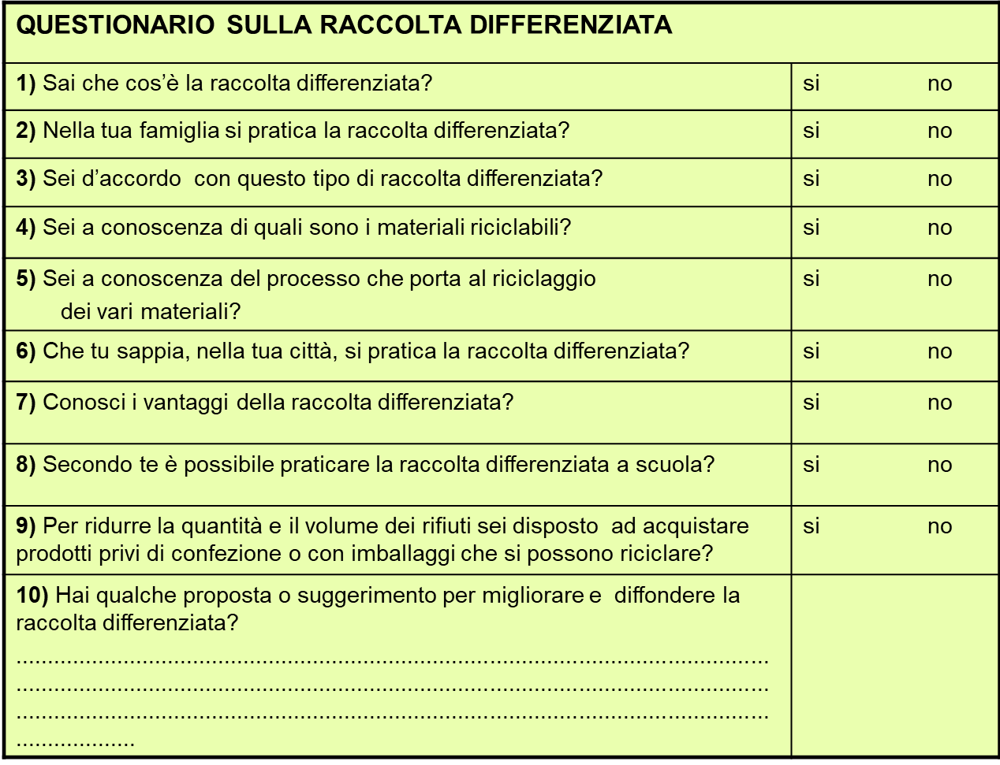 QUESTIONARIO SULLA RACCOLTA DIFFERENZIATA
1) Sai che cos’è la raccolta differenziata? si no
2) Nella tua famiglia si pratica la raccolta differenziata? si no
3) Sei d’accordo con questo tipo di raccolta differenziata? si no
4) Sei a conoscenza di quali sono i materiali riciclabili? si no
5) Sei a conoscenza del processo che porta al riciclaggio si no
dei vari materiali?
6) Che tu sappia, nella tua città, si pratica la raccolta differenziata? si no
7) Conosci i vantaggi della raccolta differenziata? si no
8) Secondo te è possibile praticare la raccolta differenziata a scuola? si no
9) Per ridurre la quantità e il volume dei rifiuti sei disposto ad acquistare si no
prodotti privi di confezione o con imballaggi che si possono riciclare?
10) Hai qualche proposta o suggerimento per migliorare e diffondere la
raccolta differenziata?
........................................................................................................................
........................................................................................................................
........................................................................................................................
...................